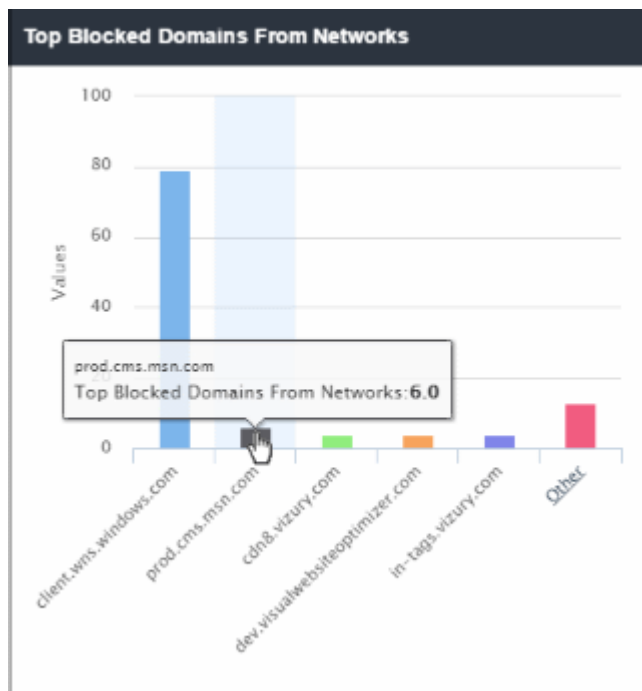 Top Blocked Domains From Networks
100
80
60
40
20
0
Values
prod.cms.msn.com
Top Blocked Domains From Networks:6.0
client.wns.windows.com
prod.cms.msn.com
cdn8.vizury.com
dev.visualwebsiteoptimizer.com
in-tags.vizury.com
Other